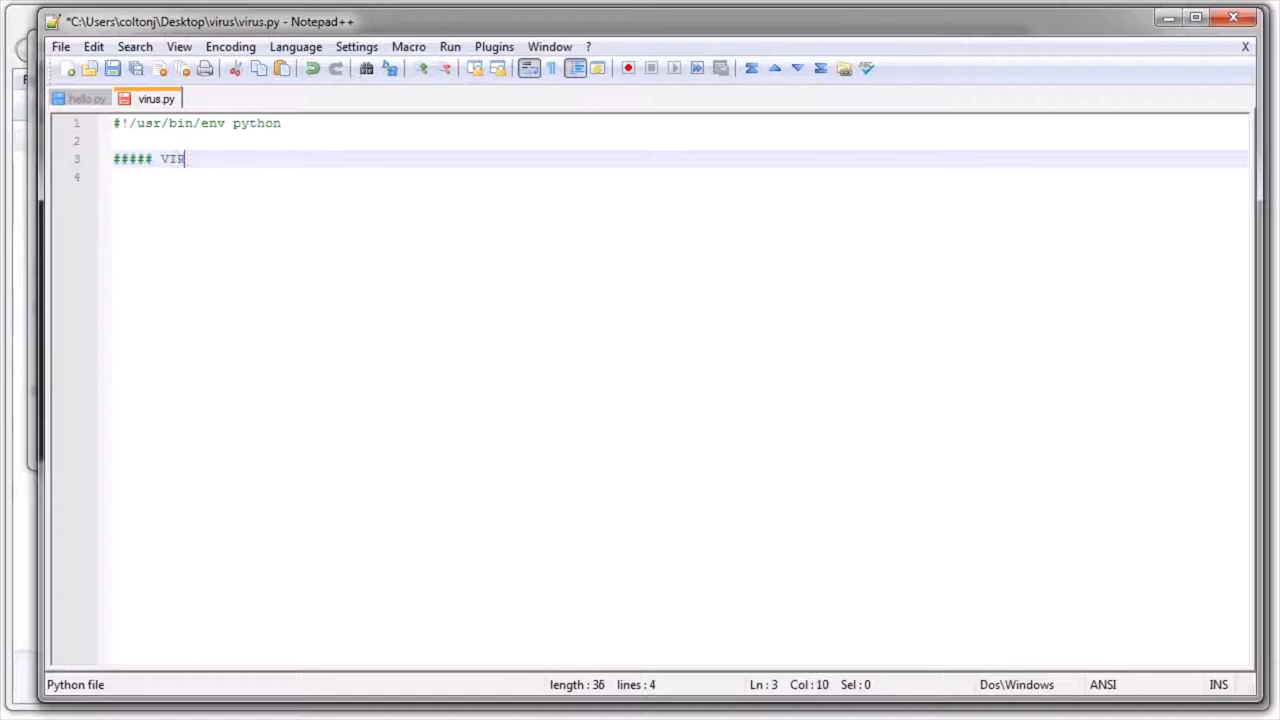 *C:\Users\coltonj\Desktop\virus\virus.py - Notepad++
File Edit Search View Encoding Language Settings Macro Run Plugins Window ? X
hello.py virus.py
1 #!/usr/bin/env python
2
3 ##### VIR
4
Python file length : 36 lines : 4 Ln : 3 Col : 10 Sel : 0 Dos\Windows ANSI INS